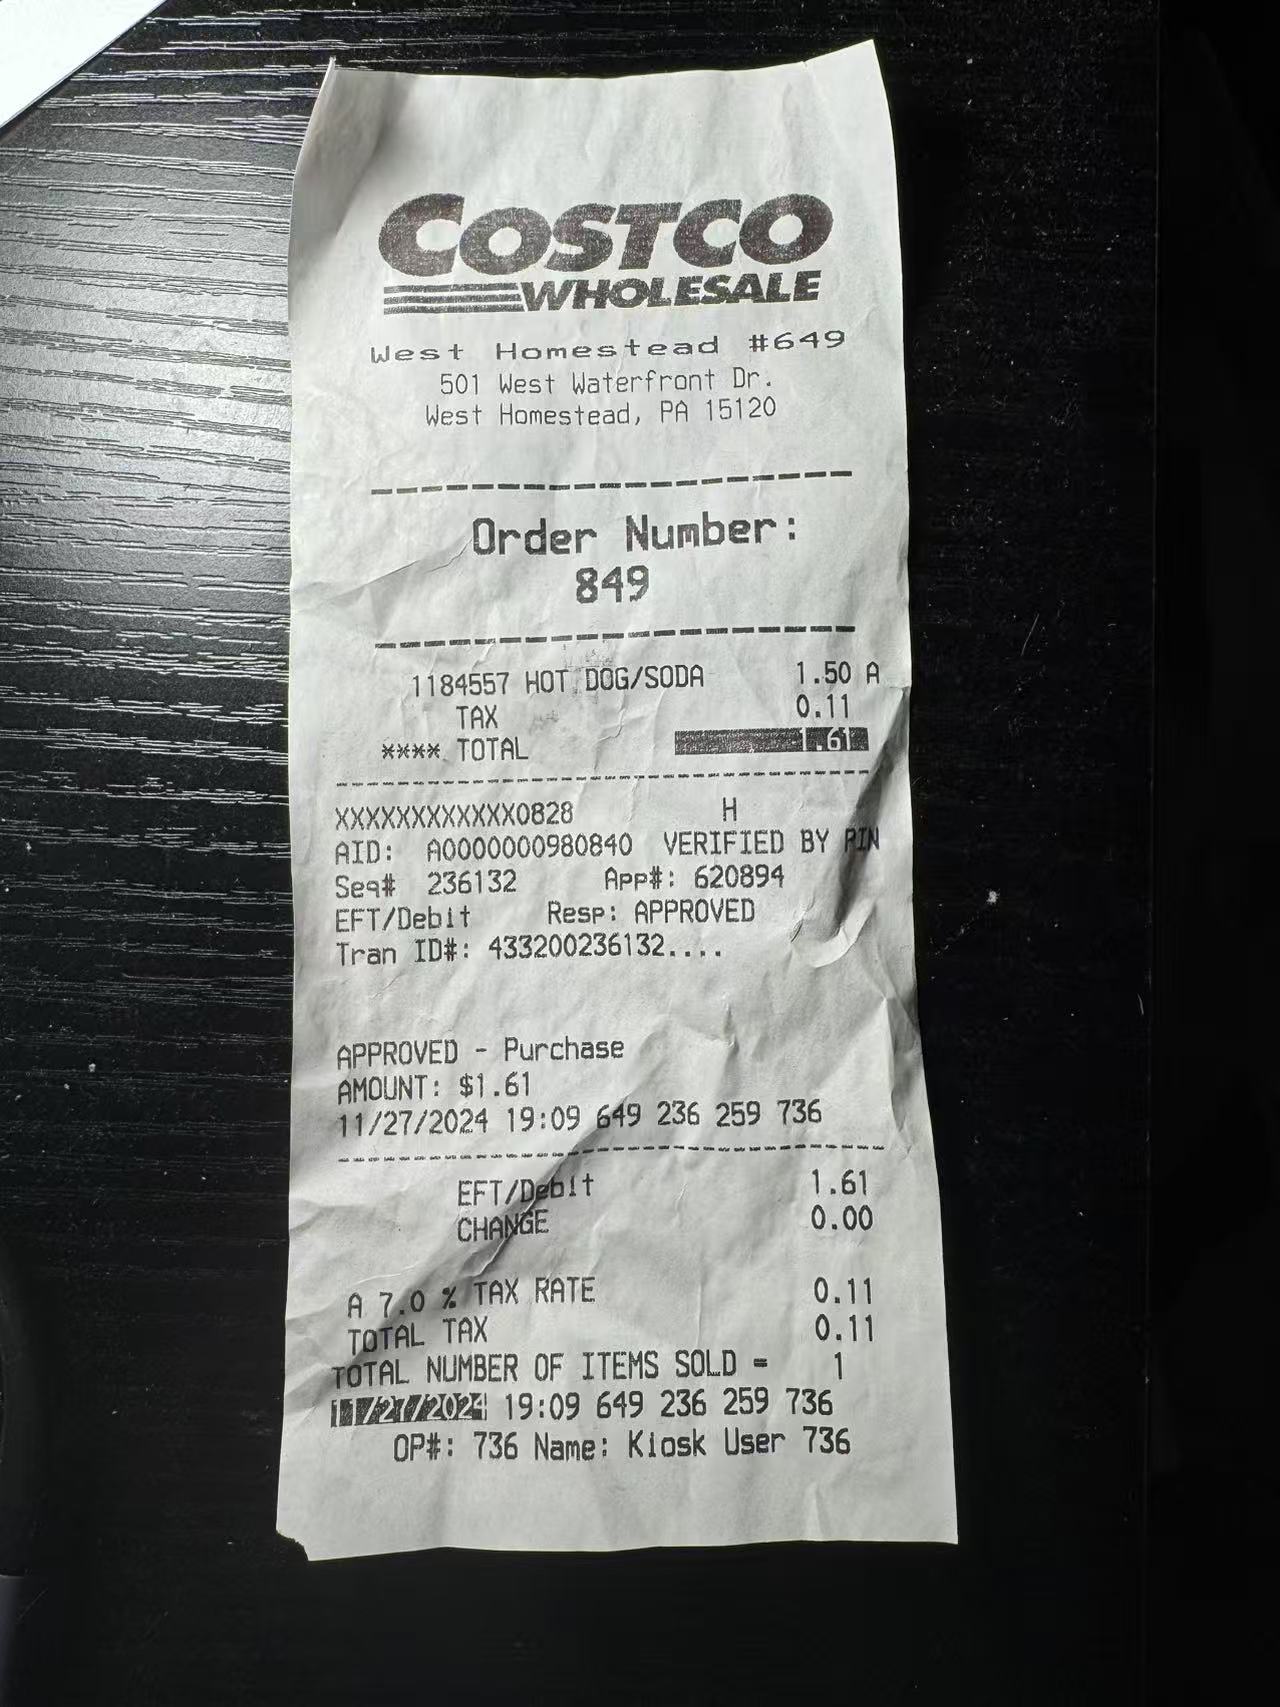 COSTCO
WHOLESALE
West Homestead #649
501 West Waterfront Dr.
West Homestead, PA 15120
Order Number:
849
1184557 HOT DOG/SODA 1.50 A
TAX 0.11
**** TOTAL 1.61
XXXXXXXXXXXX0828 H
AID: A0000000980840 VERIFIED BY PIN
Seq# 236132 App#: 620894
EFT/Debit Resp: APPROVED
Tran ID#: 433200236132....
APPROVED - Purchase
AMOUNT: $1.61
11/27/2024 19:09 649 236 259 736
EFT/Debit 1.61
CHANGE 0.00
A 7.0 % TAX RATE 0.11
TOTAL TAX 0.11
TOTAL NUMBER OF ITEMS SOLD = 1
11/27/2024 19:09 649 236 259 736
OP#: 736 Name: Kiosk User 736